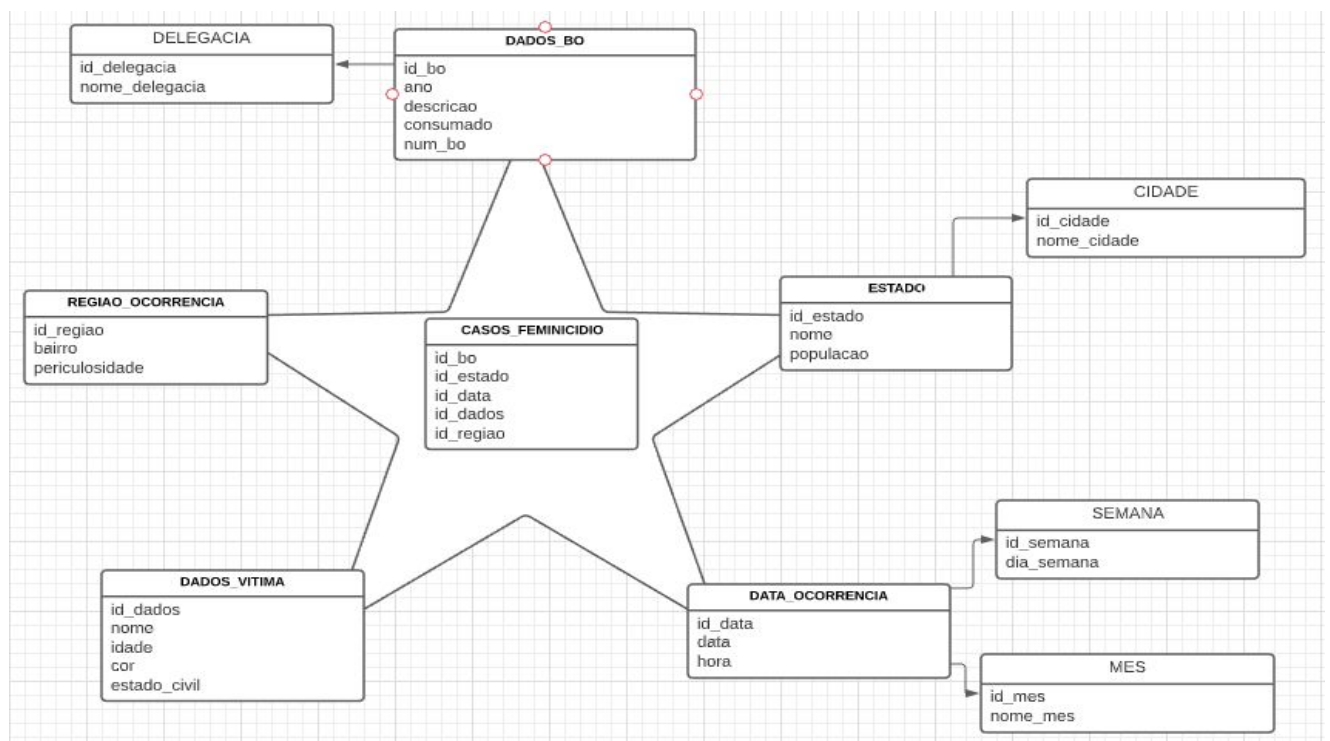 DELEGACIA
id_delegacia
nome_delegacia
DADOS_BO
id_bo
ano
descricao
consumado
num_bo
CIDADE
id_cidade
nome_cidade
REGIAO_OCORRENCIA
id_regiao
bairro
periculosidade
CASOS_FEMINICIDIO
id_bo
id_estado
id_data
id_dados
id_regiao
ESTADO
id_estado
nome
populacao
SEMANA
id_semana
dia_semana
DADOS_VITIMA
id_dados
nome
idade
cor
estado_civil
DATA_OCORRENCIA
id_data
data
hora
MES
id_mes
nome_mes